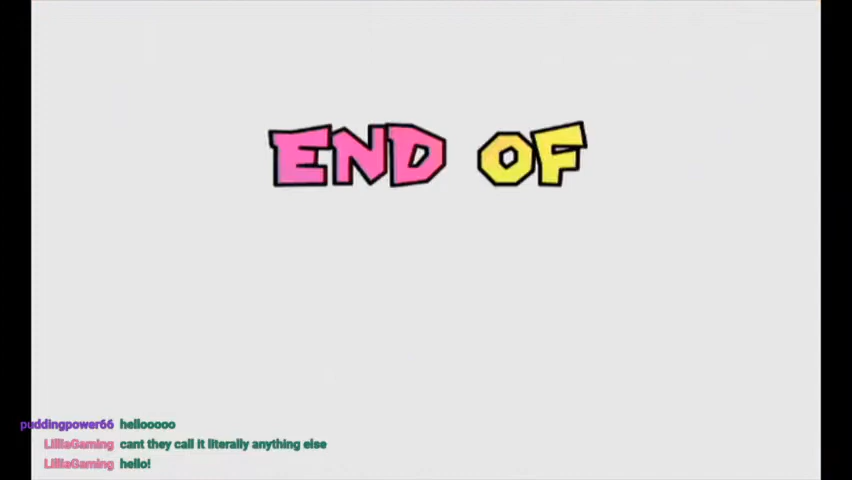 END OF
puddingpower66 hellooooo
LilliaGaming cant they call it literally anything else
LilliaGaming hello!